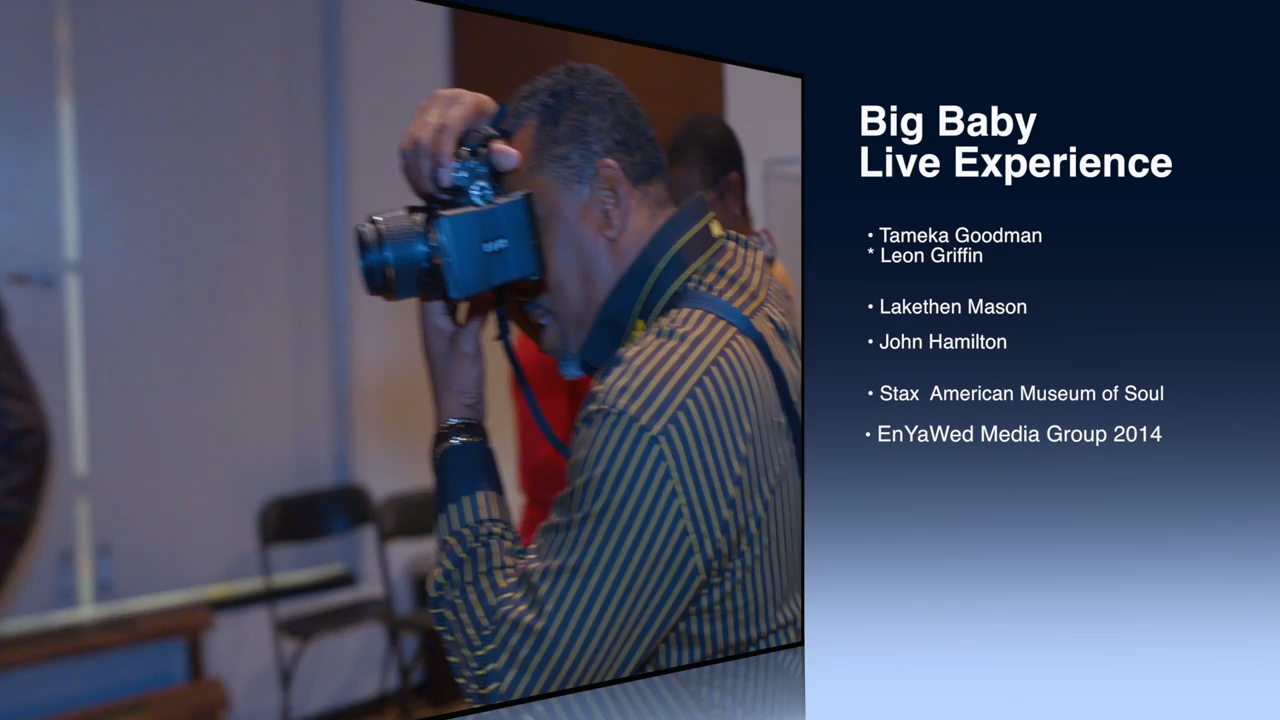 Big Baby
Live Experience
• Tameka Goodman
* Leon Griffin
• Lakethen Mason
• John Hamilton
• Stax  American Museum of Soul
• EnYaWed Media Group 2014